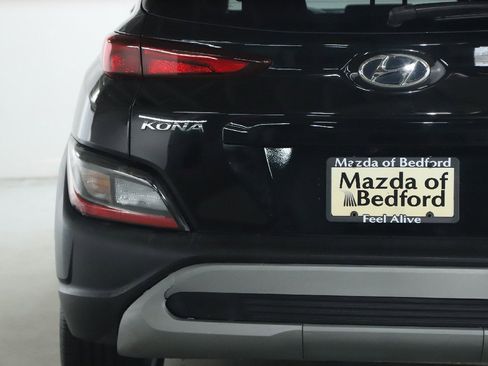 KONA
Mazda of Bedford
Mazda of
Bedford
Feel Alive